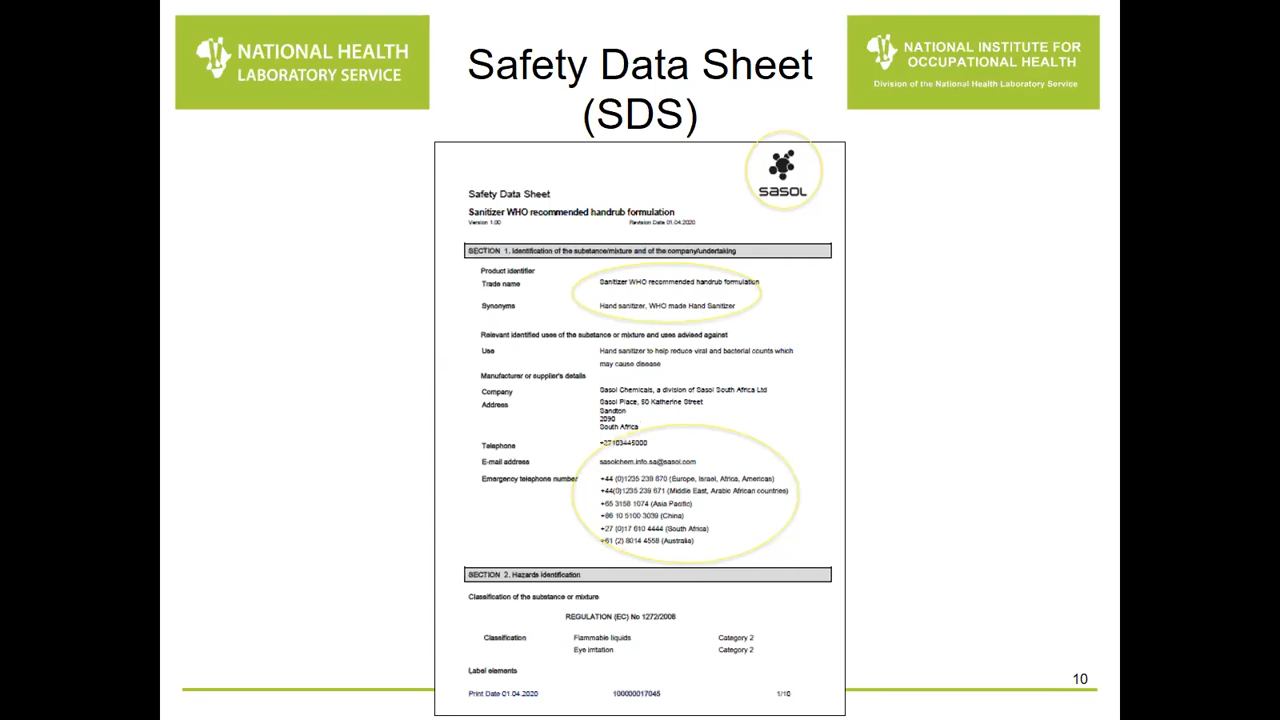 NATIONAL HEALTH
LABORATORY SERVICE
Safety Data Sheet
(SDS)
NATIONAL INSTITUTE FOR
OCCUPATIONAL HEALTH
Division of the National Health Laboratory Service
sasol
Safety Data Sheet
Sanitizer WHO recommended handrub formulation
Version 1.00 Revision Date 01.04.2020
SECTION 1. Identification of the substance/mixture and of the company/undertaking
Product identifier
Trade name Sanitizer WHO recommended handrub formulation
Synonyms Hand sanitizer, WHO made Hand Sanitizer
Relevant identified uses of the substance or mixture and uses advised against
Use Hand sanitizer to help reduce viral and bacterial counts which
may cause disease
Manufacturer or supplier's details
Company Sasol Chemicals, a division of Sasol South Africa Ltd
Address Sasol Place, 50 Katherine Street
Sandton
2090
South Africa
Telephone +27103445000
E-mail address sasolchem.info.sa@sasol.com
Emergency telephone number +44 (0)1235 239 670 (Europe, Israel, Africa, Americas)
+44(0)1235 239 671 (Middle East, Arabic African countries)
+65 3158 1074 (Asia Pacific)
+86 10 5100 3039 (China)
+27 (0)17 610 4444 (South Africa)
+61 (2) 8014 4558 (Australia)
SECTION 2. Hazards identification
Classification of the substance or mixture
REGULATION (EC) No 1272/2008
Classification Flammable liquids Category 2
Eye irritation Category 2
Label elements
Print Date 01.04.2020 100000017045 1/10
10